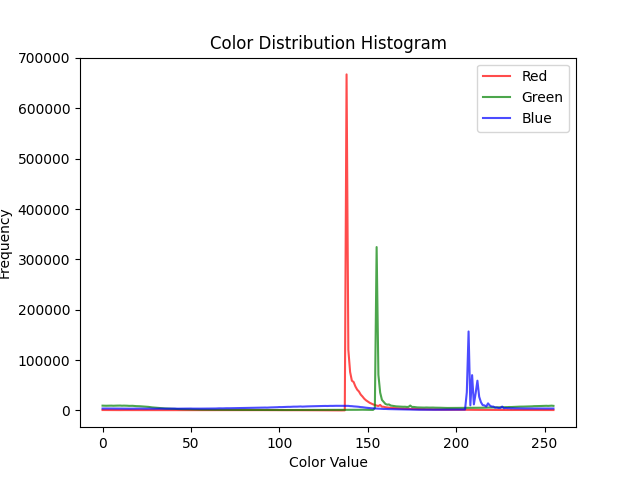 Color Distribution Histogram
700000
600000
500000
400000
300000
200000
100000
0
Frequency
Red
Green
Blue
0 50 100 150 200 250
Color Value